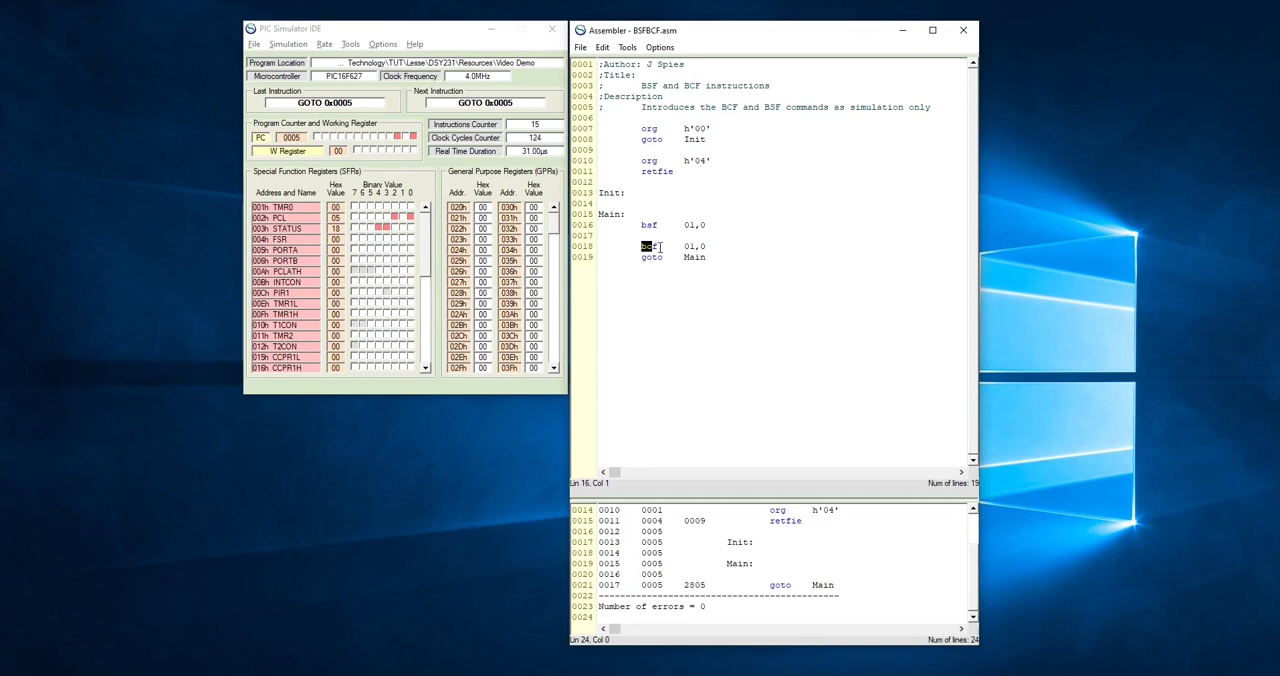 PIC Simulator IDE
File Simulation Rate Tools Options Help
Program Location ... Technology\TUT\Lesse\DSY231\Resources\Video Demo
Microcontroller PIC16F627 Clock Frequency 4.0MHz
Last Instruction Next Instruction
GOTO 0x0005 GOTO 0x0005
Program Counter and Working Register
PC 0005
W Register 00
Instructions Counter 15
Clock Cycles Counter 124
Real Time Duration 31.00µs
Special Function Registers (SFRs)
Hex Binary Value
Address and Name Value 7 6 5 4 3 2 1 0
001h TMR0 00
002h PCL 05
003h STATUS 18
004h FSR 00
005h PORTA 00
006h PORTB 00
00Ah PCLATH 00
00Bh INTCON 00
00Ch PIR1 00
00Eh TMR1L 00
00Fh TMR1H 00
010h T1CON 00
011h TMR2 00
012h T2CON 00
015h CCPR1L 00
016h CCPR1H 00
General Purpose Registers (GPRs)
Hex Hex
Addr. Value Addr. Value
020h 00 030h 00
021h 00 031h 00
022h 00 032h 00
023h 00 033h 00
024h 00 034h 00
025h 00 035h 00
026h 00 036h 00
027h 00 037h 00
028h 00 038h 00
029h 00 039h 00
02Ah 00 03Ah 00
02Bh 00 03Bh 00
02Ch 00 03Ch 00
02Dh 00 03Dh 00
02Eh 00 03Eh 00
02Fh 00 03Fh 00
Assembler - BSFBCF.asm
File Edit Tools Options
0001 ;Author: J Spies
0002 ;Title:
0003 ; BSF and BCF instructions
0004 ;Description
0005 ; Introduces the BCF and BSF commands as simulation only
0006
0007 org h'00'
0008 goto Init
0009
0010 org h'04'
0011 retfie
0012
0013 Init:
0014
0015 Main:
0016 bsf 01,0
0017
0018 bcf 01,0
0019 goto Main
Lin 16, Col 1 Num of lines: 19
0014 0010 0001 org h'04'
0015 0011 0004 0009 retfie
0016 0012 0005
0017 0013 0005 Init:
0018 0014 0005
0019 0015 0005 Main:
0020 0016 0005
0021 0017 0005 2805 goto Main
0022 --------------------------------------------
0023 Number of errors = 0
0024
Lin 24, Col 0 Num of lines: 24